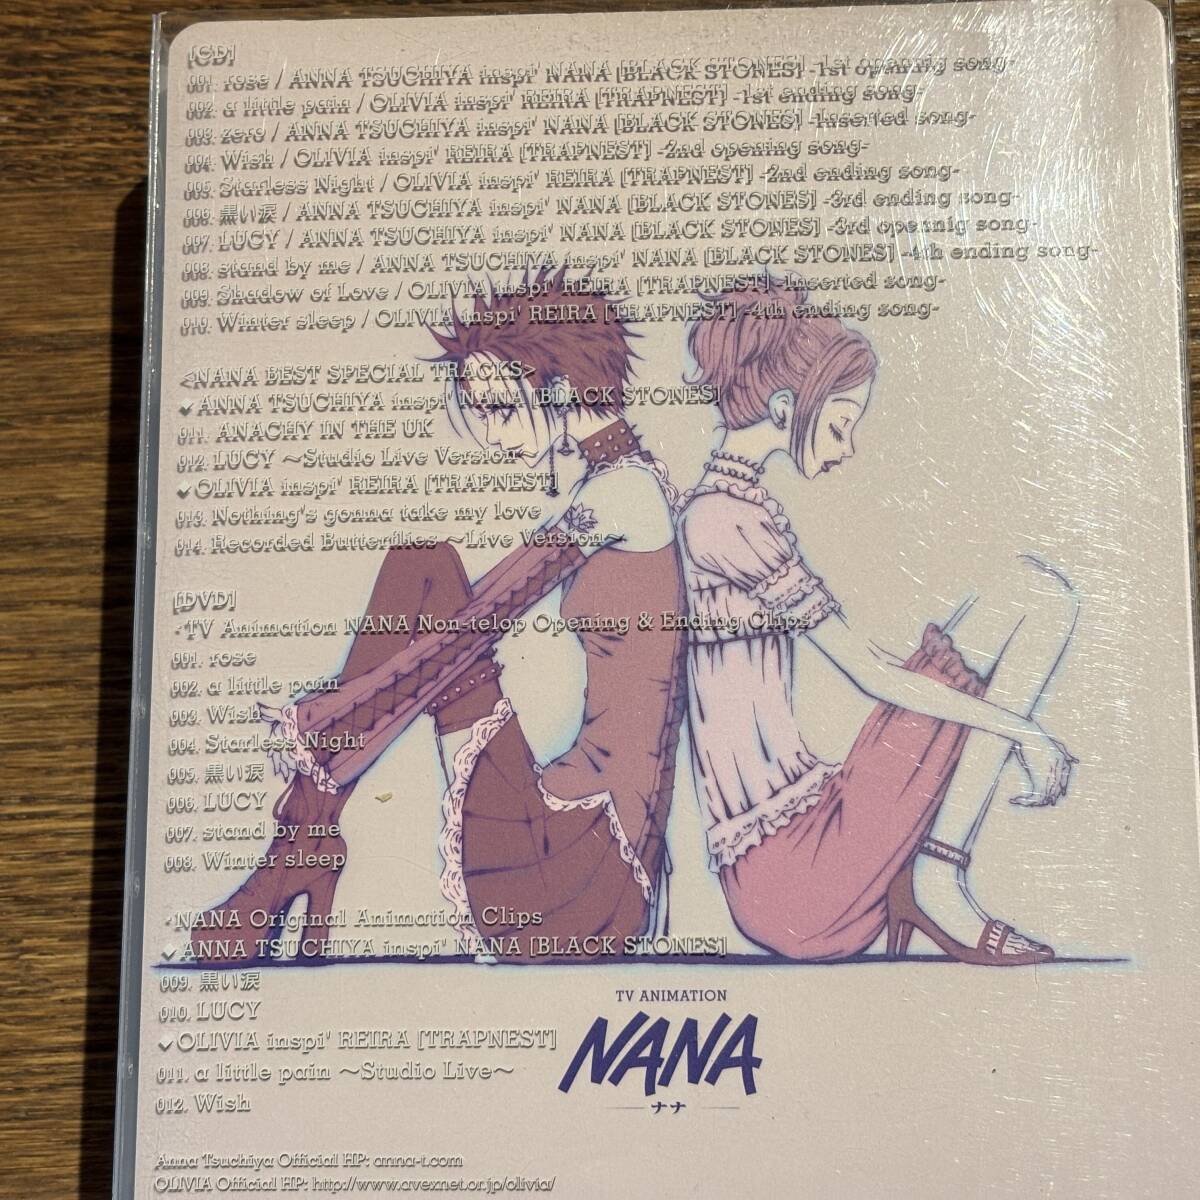 [CD]
001. rose / ANNA TSUCHIYA inspi' NANA [BLACK STONES] -1st opening song-
002. a little pain / OLIVIA inspi' REIRA [TRAPNEST] -1st ending song-
003. zero / ANNA TSUCHIYA inspi' NANA [BLACK STONES] -Inserted song-
004. Wish / OLIVIA inspi' REIRA [TRAPNEST] -2nd opening song-
005. Starless Night / OLIVIA inspi' REIRA [TRAPNEST] -2nd ending song-
006. 黒い涙 / ANNA TSUCHIYA inspi' NANA [BLACK STONES] -3rd ending song-
007. LUCY / ANNA TSUCHIYA inspi' NANA [BLACK STONES] -3rd opennig song-
008. stand by me / ANNA TSUCHIYA inspi' NANA [BLACK STONES] -4th ending song-
009. Shadow of Love / OLIVIA inspi' REIRA [TRAPNEST] -Inserted song-
010. Winter sleep / OLIVIA inspi' REIRA [TRAPNEST] -4th ending song-
<NANA BEST SPECIAL TRACKS>
ANNA TSUCHIYA inspi' NANA [BLACK STONES]
011. ANACHY IN THE UK
012. LUCY ~Studio Live Version~
OLIVIA inspi' REIRA [TRAPNEST]
013. Nothing's gonna take my love
014. Recorded Butterflies ~Live Version~
[DVD]
・TV Animation NANA Non-telop Opening & Ending Clips
001. rose
002. a little pain
003. Wish
004. Starless Night
005. 黒い涙
006. LUCY
007. stand by me
008. Winter sleep
・NANA Original Animation Clips
ANNA TSUCHIYA inspi' NANA [BLACK STONES]
009. 黒い涙
010. LUCY
OLIVIA inspi' REIRA [TRAPNEST]
011. a little pain ~Studio Live~
012. Wish
TV ANIMATION
NANA
ナナ
Anna Tsuchiya Official HP: anna-t.com
OLIVIA Official HP: http://www.avexnet.or.jp/olivia/